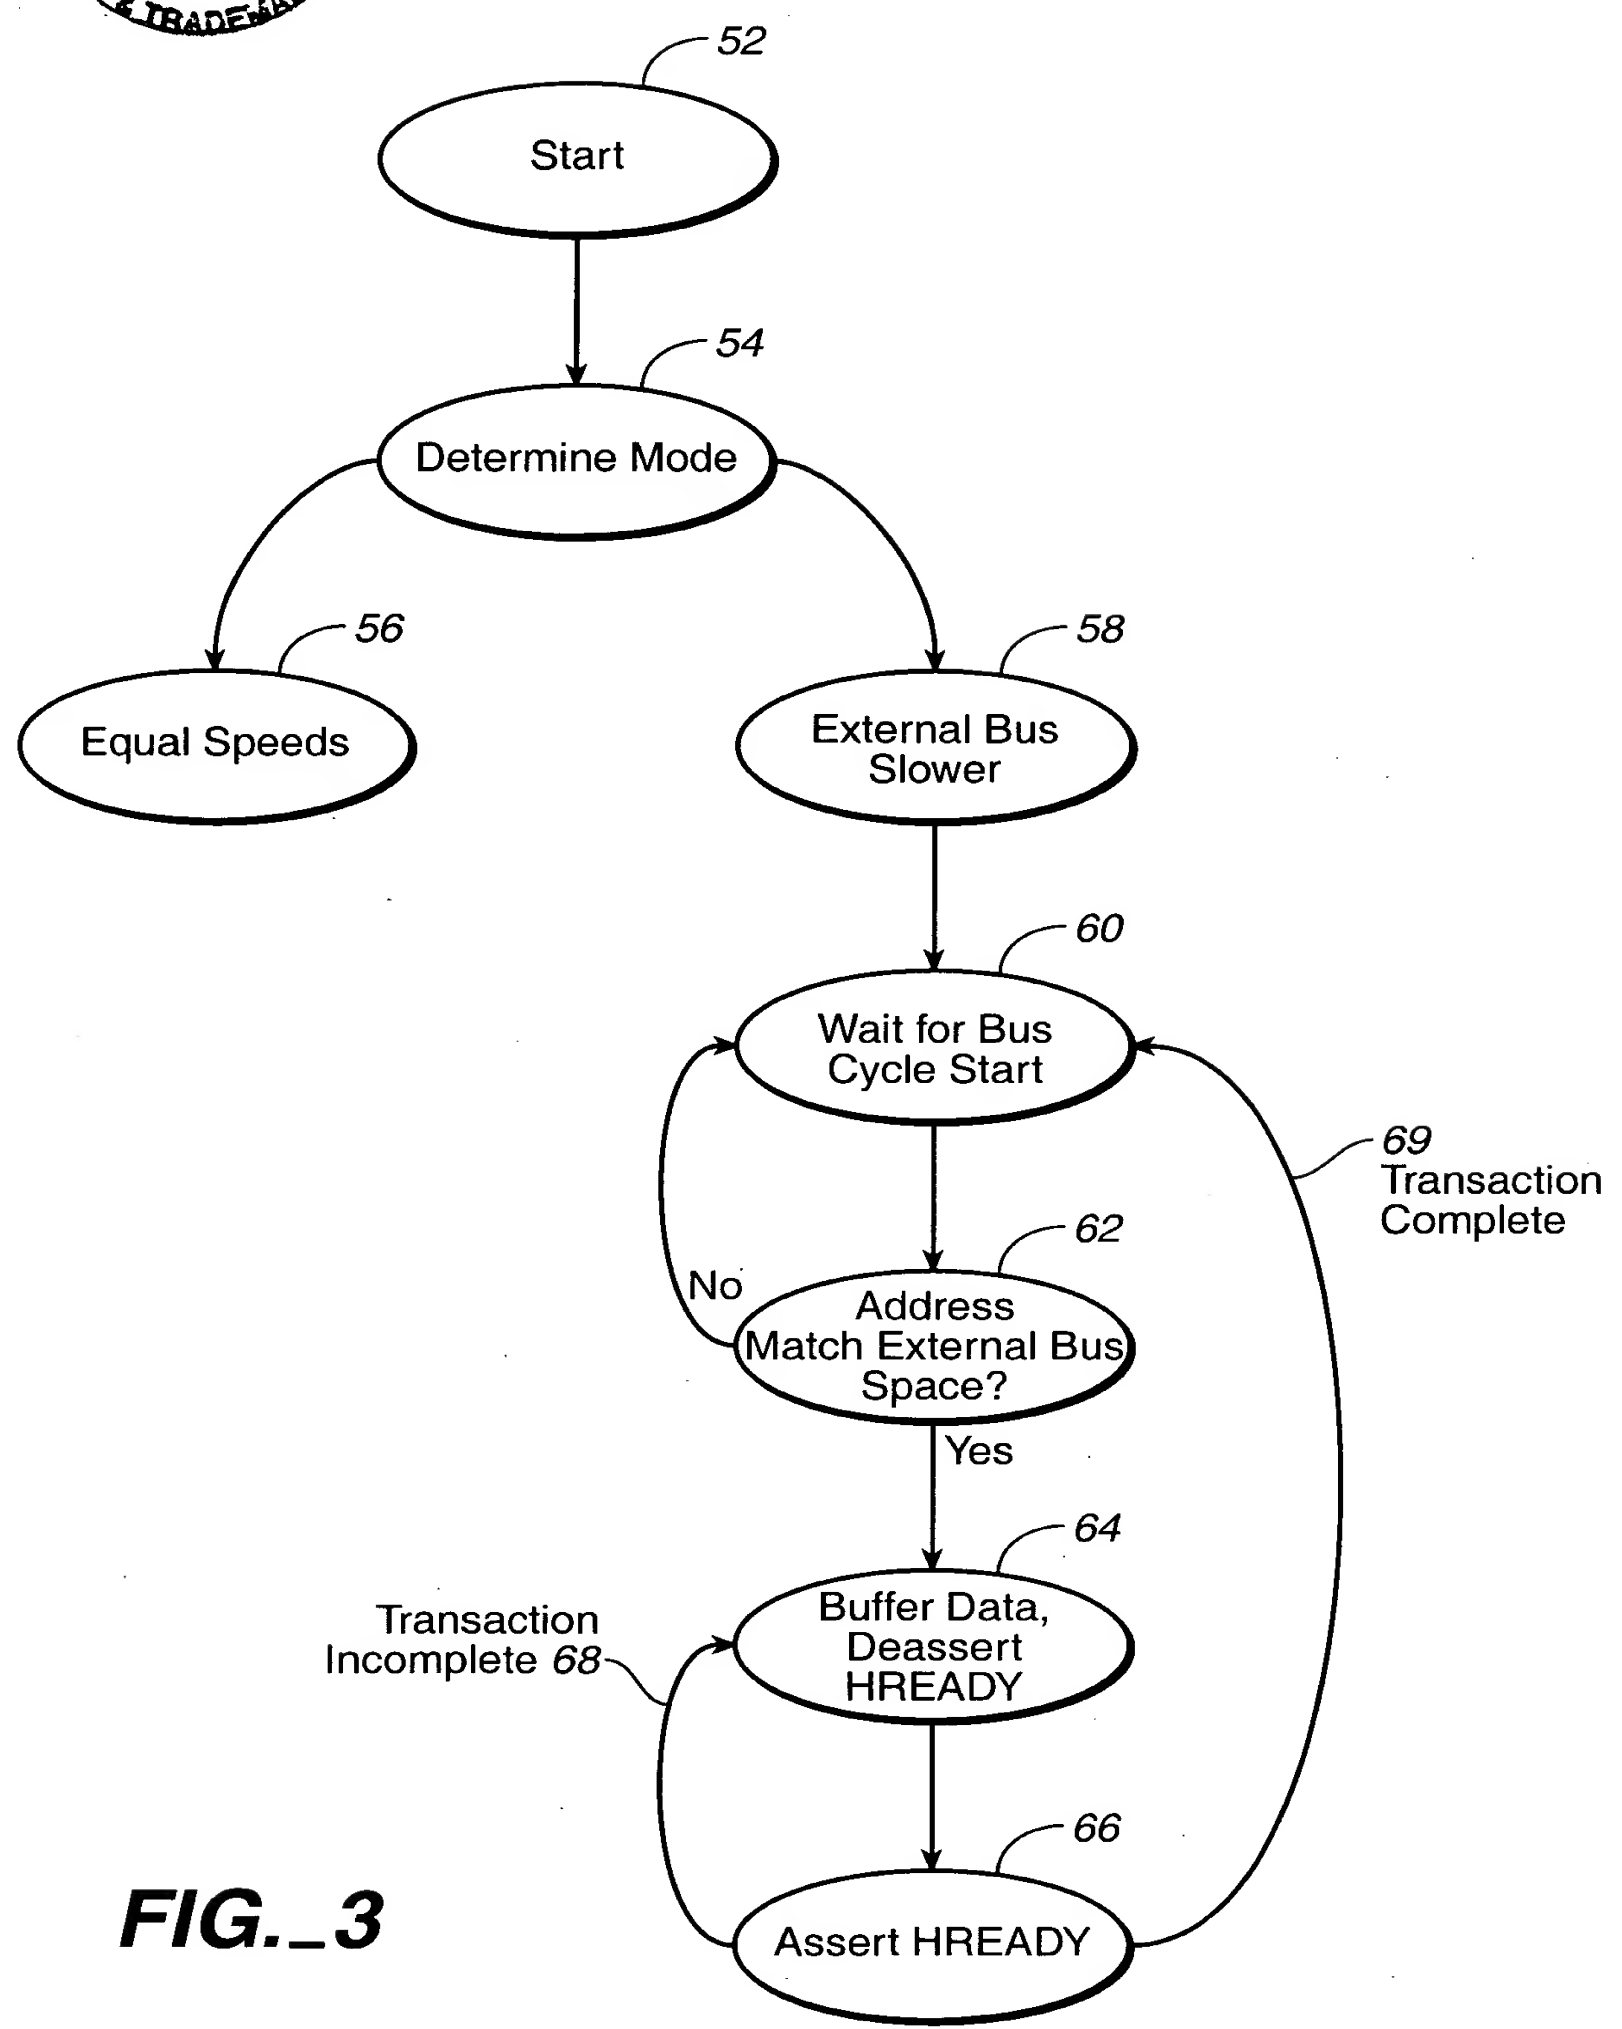 & TRADEMA
52
Start
54
Determine Mode
56
Equal Speeds
58
External Bus
Slower
60
Wait for Bus
Cycle Start
69
Transaction
Complete
62
No
Address
Match External Bus
Space?
Yes
64
Buffer Data,
Deassert
HREADY
Transaction
Incomplete 68
66
Assert HREADY
FIG._3